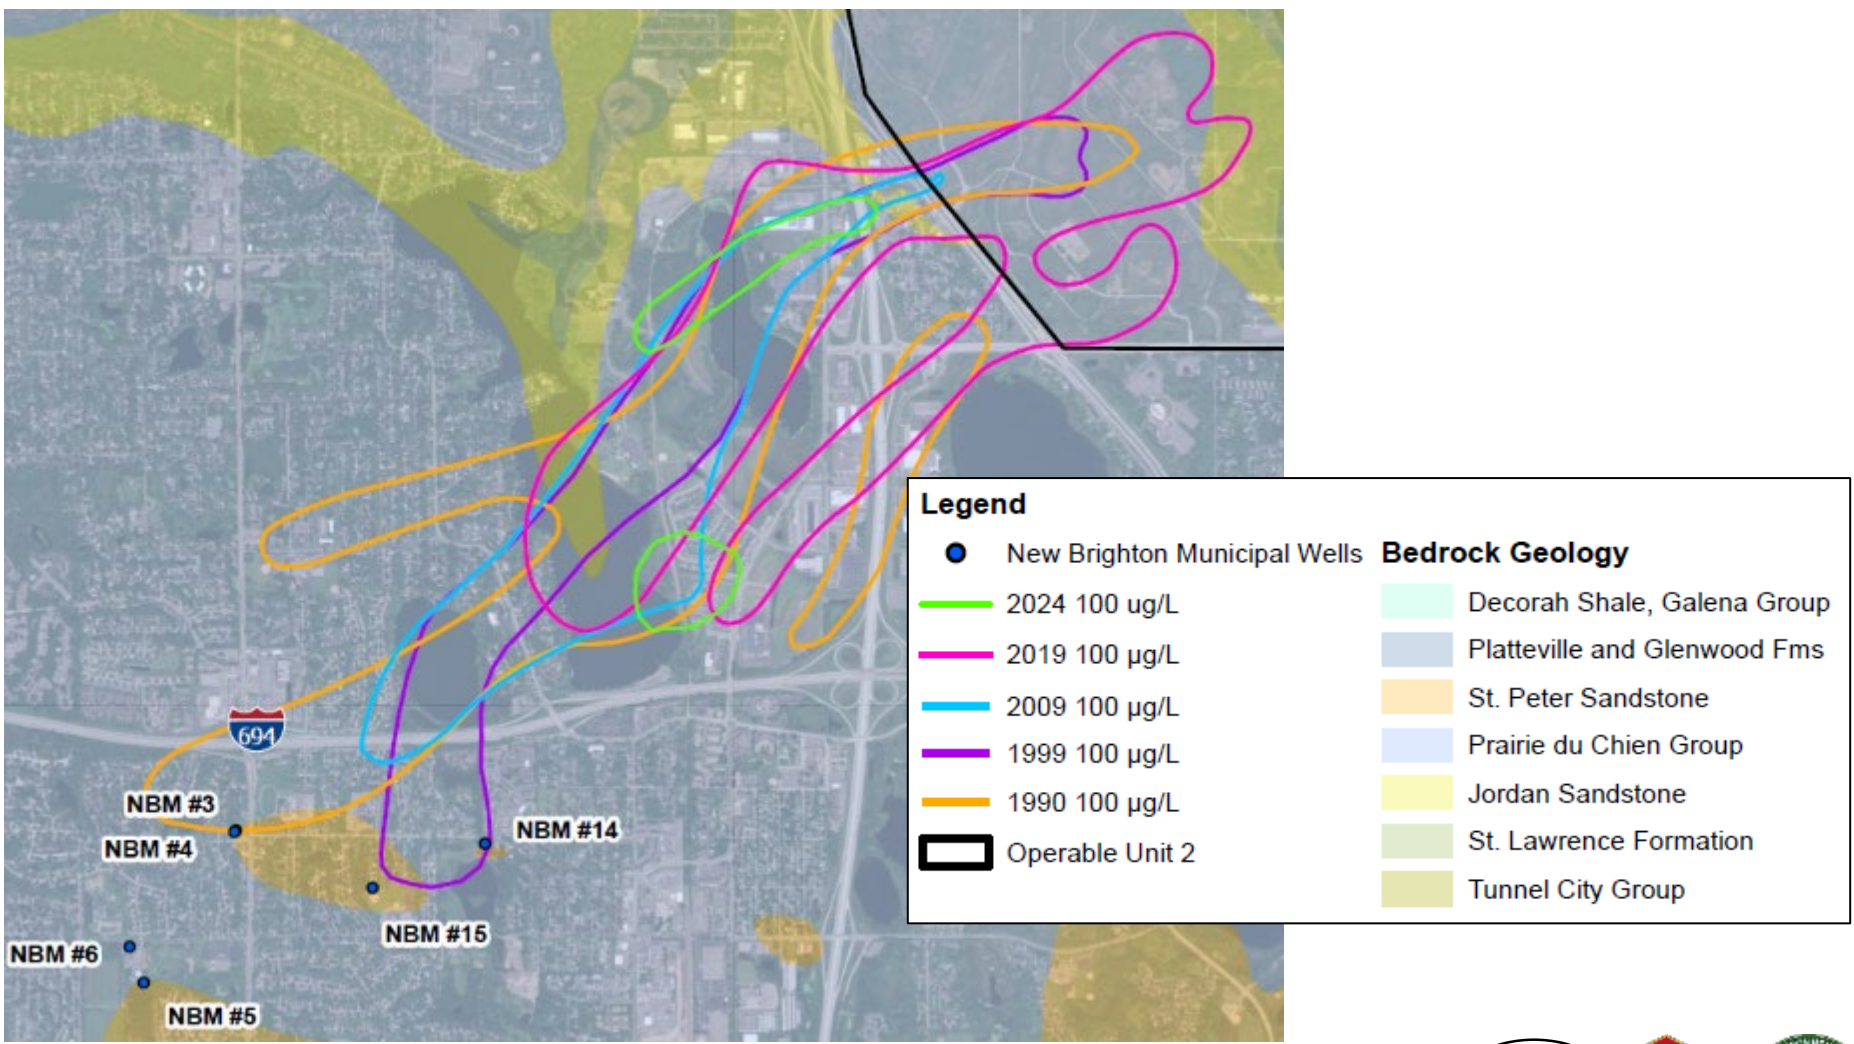 694
NBM #3
NBM #4
NBM #14
NBM #15
NBM #6
NBM #5
Legend
New Brighton Municipal Wells
2024 100 ug/L
2019 100 µg/L
2009 100 µg/L
1999 100 µg/L
1990 100 µg/L
Operable Unit 2
Bedrock Geology
Decorah Shale, Galena Group
Platteville and Glenwood Fms
St. Peter Sandstone
Prairie du Chien Group
Jordan Sandstone
St. Lawrence Formation
Tunnel City Group